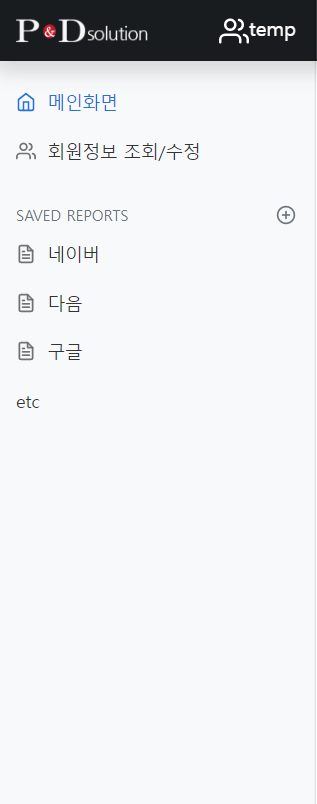 P&Dsolution
temp
메인화면
회원정보 조회/수정
SAVED REPORTS
네이버
다음
구글
etc